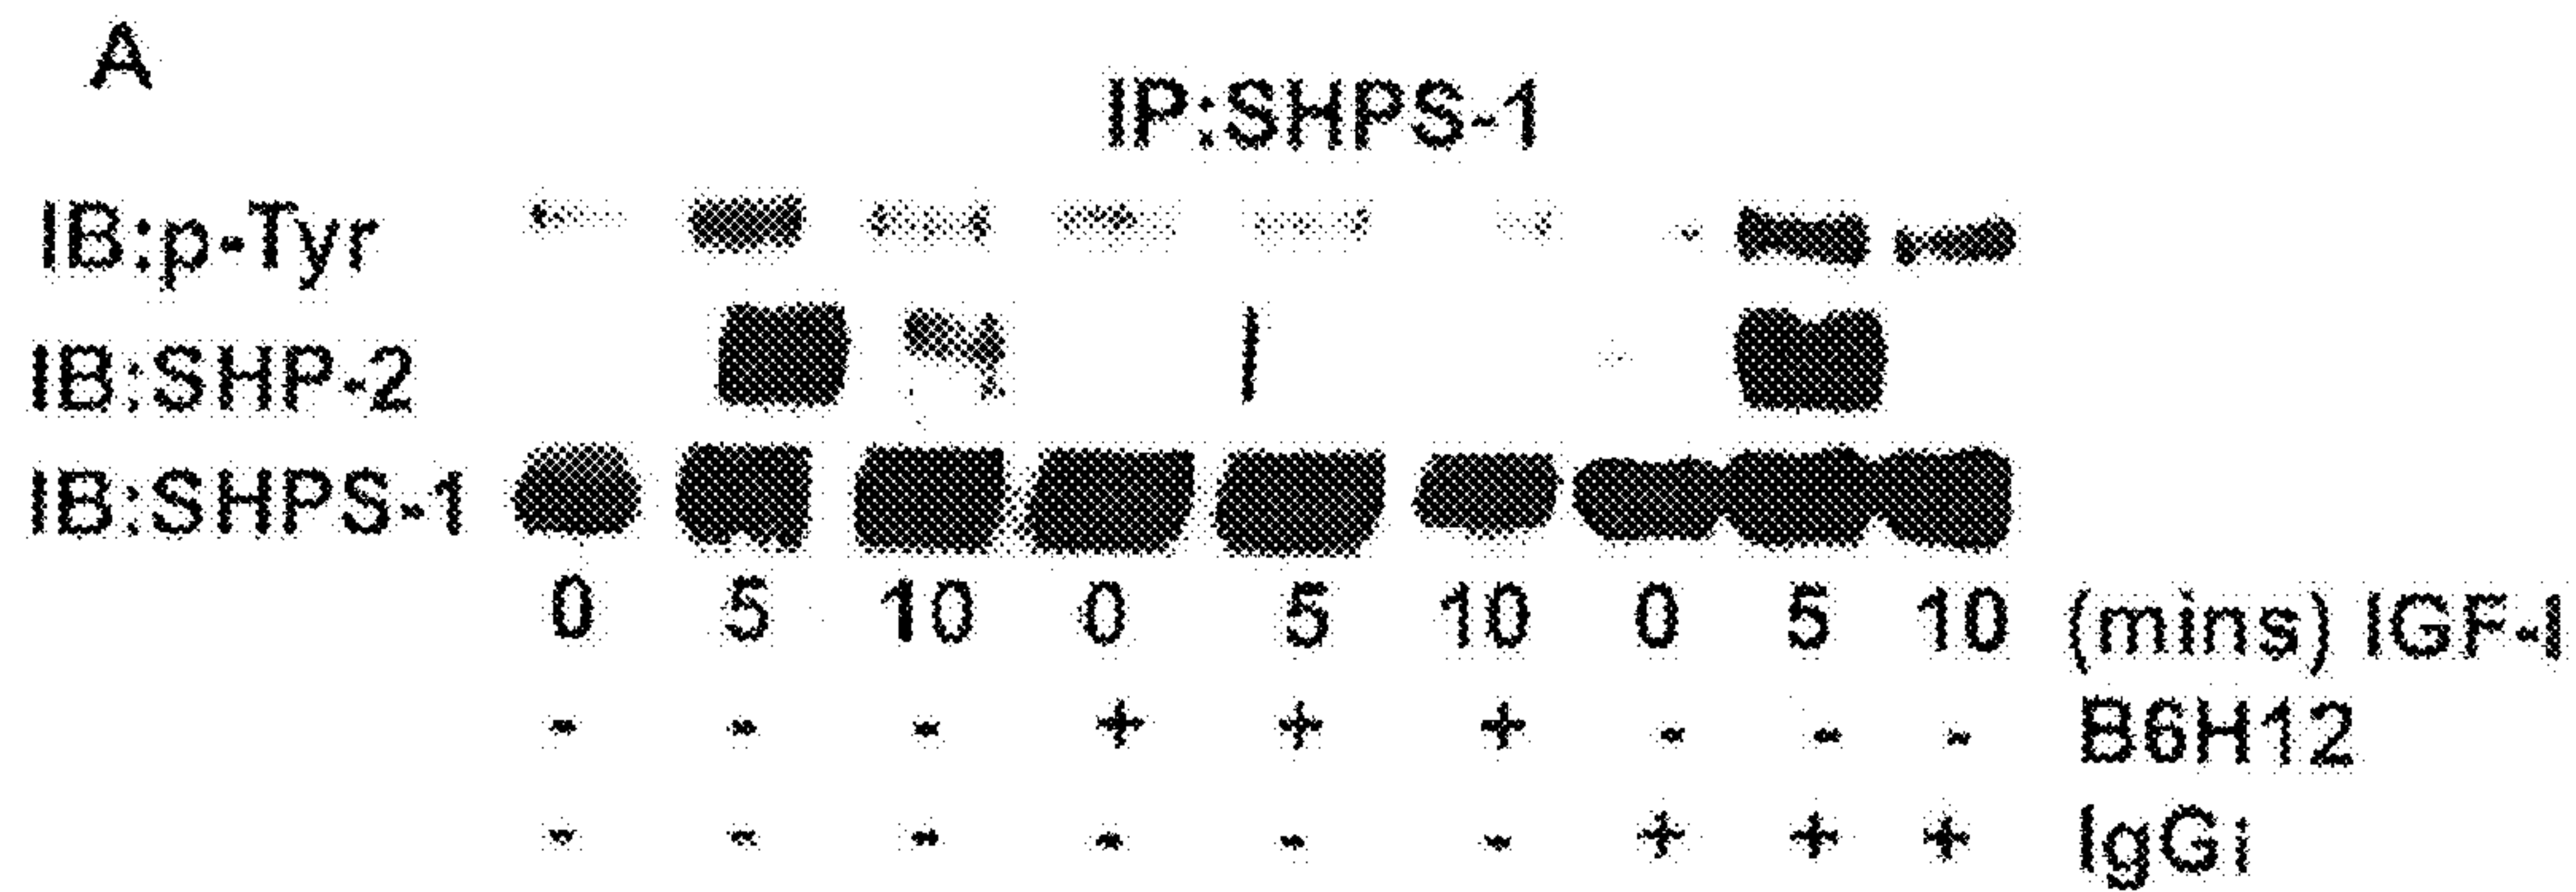 A
IP:SHPS-1
IB:p-Tyr
IB:SHP-2
IB:SHPS-1
0 5 10 0 5 10 0 5 10 (mins) IGF-I
- - - + + + - - - B6H12
- - - - - - + + + IgGi